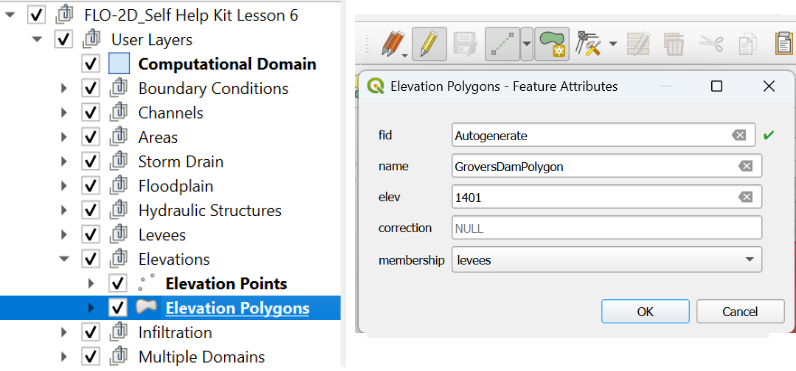 FLO-2D_Self Help Kit Lesson 6
User Layers
Computational Domain
Boundary Conditions
Channels
Areas
Storm Drain
Floodplain
Hydraulic Structures
Levees
Elevations
Elevation Points
Elevation Polygons
Infiltration
Multiple Domains
Elevation Polygons - Feature Attributes
fid Autogenerate
name GroversDamPolygon
elev 1401
correction NULL
membership levees
OK Cancel